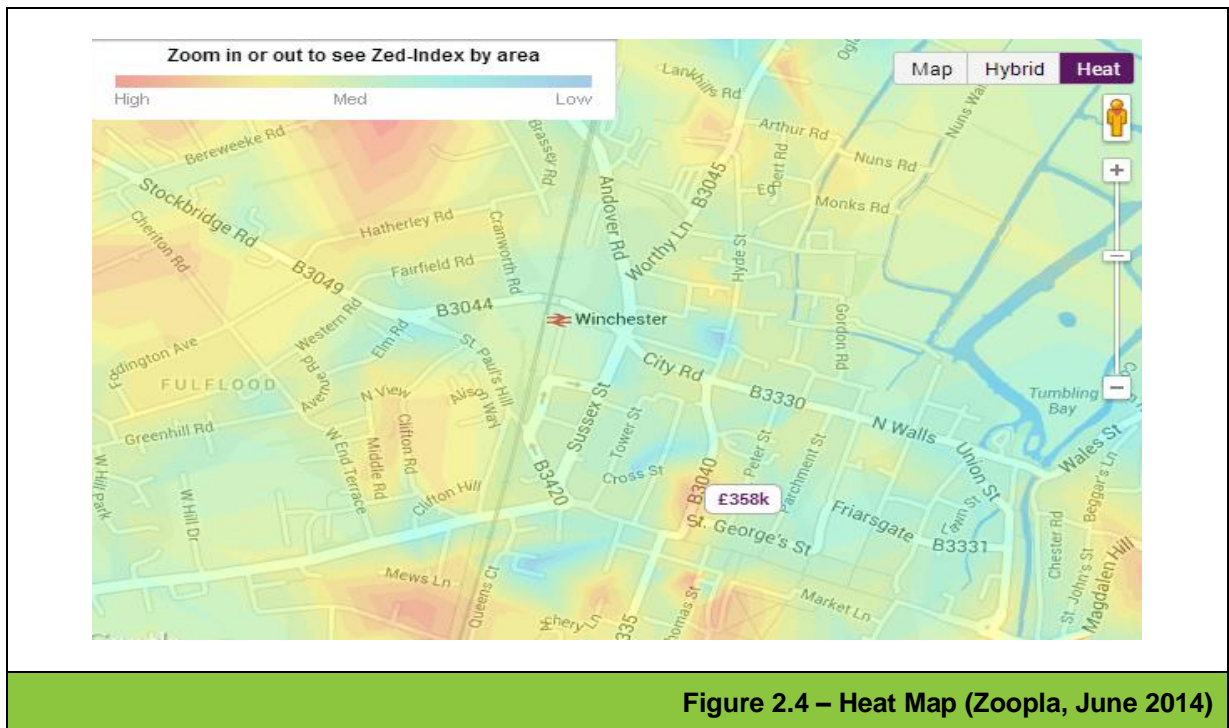 Zoom in or out to see Zed-Index by area
High Med Low
Map Hybrid Heat
Lankhills Rd
Bereweeke Rd
Brassey Rd
Arthur Rd
Nuns Rd
Egbert Rd
Stockbridge Rd
Andover Rd
B3045
Monks Rd
Cheriton Rd
Hatherley Rd
Cranworth Rd
Worthy Ln
Hyde St
B3049
Fairfield Rd
B3044
Winchester
Western Rd
Elm Rd
Gordon Rd
St. Paul's Hill
City Rd
B3330
FULFLOOD
Avenue Rd
N View
Alison Way
Sussex St
Tumbling
Bay
Greenhill Rd
Clifton Rd
Middle Rd
W End Terrace
Tower St
Peter St
N Walls
Union St
Wales St
Parchment St
W Hill Park
W Hill Dr
Clifton Hill
B3420
Cross St
B3040
£358k
Friarsgate
Lawn St
Beggar's Ln
St. George's St
B3331
Chester Rd
St. John's St
Magdalen Hill
Mews Ln
Queens Ct
Market Ln
Figure 2.4 – Heat Map (Zoopla, June 2014)